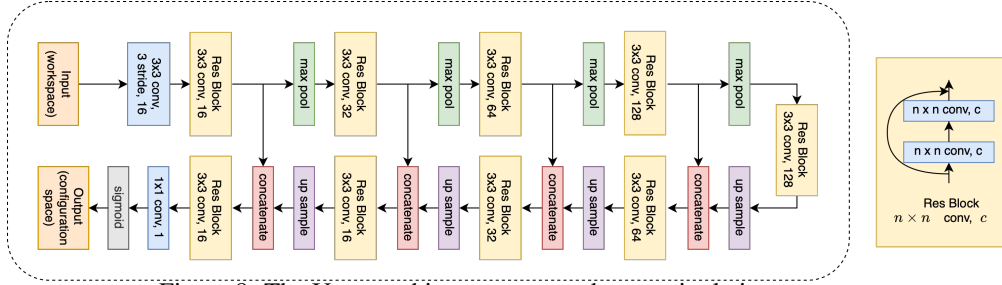 Input
(workspace)
3x3 conv,
3 stride, 16
Res Block
3x3 conv, 16
max pool
Res Block
3x3 conv, 32
max pool
Res Block
3x3 conv, 64
max pool
Res Block
3x3 conv, 128
max pool
Res Block
3x3 conv, 128
up sample
concatenate
Res Block
3x3 conv, 64
up sample
concatenate
Res Block
3x3 conv, 32
up sample
concatenate
Res Block
3x3 conv, 16
up sample
concatenate
Res Block
3x3 conv, 16
1x1 conv, 1
sigmoid
Output
(configuration
space)
n x n conv, c
n x n conv, c
Res Block
n × n conv, c